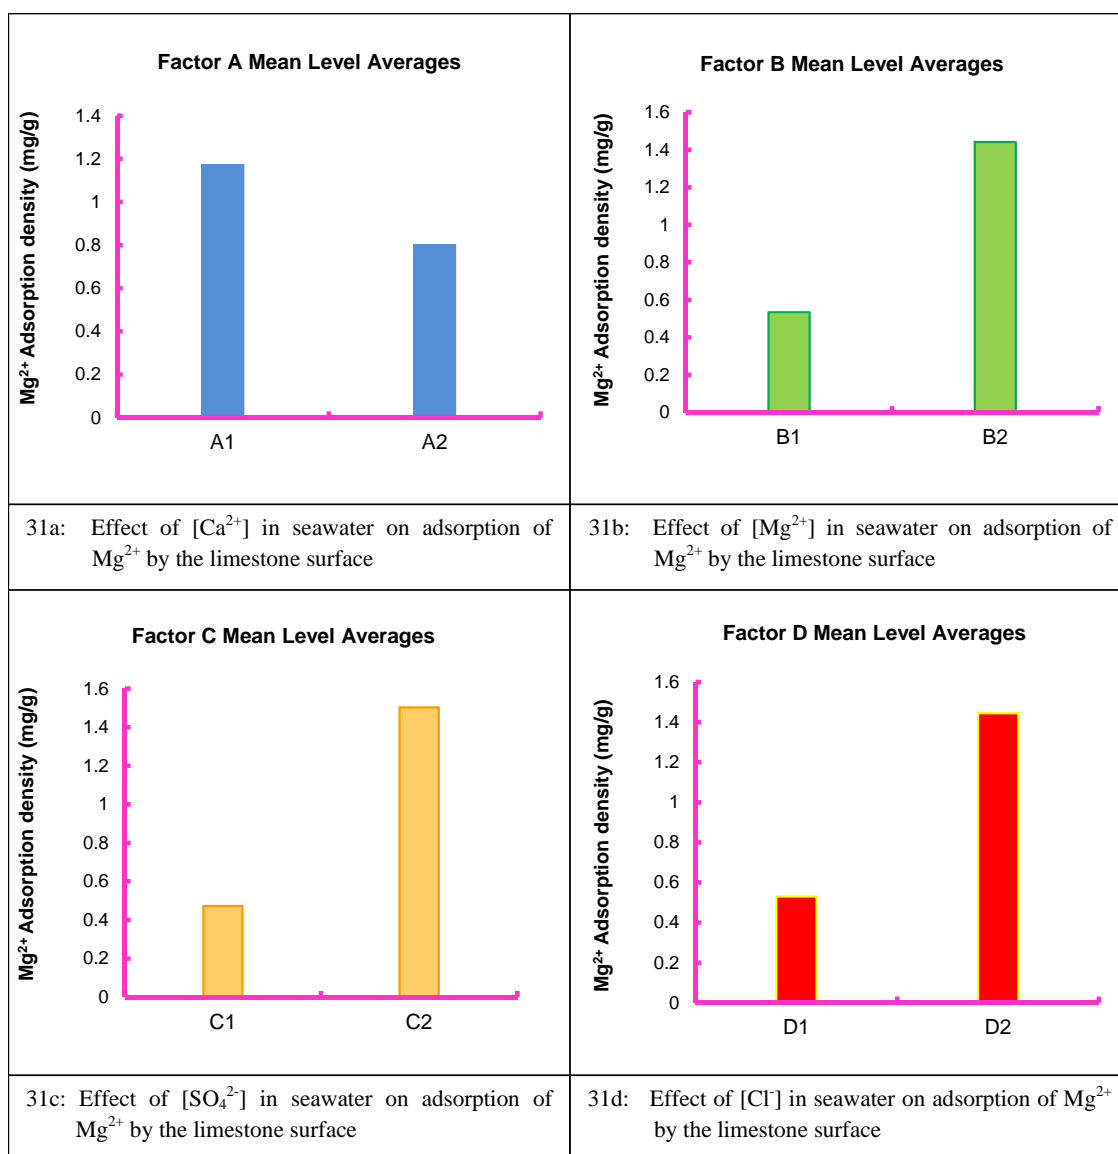 Factor A Mean Level Averages
Mg²⁺ Adsorption density (mg/g)
1.4
1.2
1
0.8
0.6
0.4
0.2
0
A1 A2
Factor B Mean Level Averages
Mg²⁺ Adsorption density (mg/g)
1.6
1.4
1.2
1
0.8
0.6
0.4
0.2
0
B1 B2
31a: Effect of [Ca²⁺] in seawater on adsorption of
Mg²⁺ by the limestone surface
31b: Effect of [Mg²⁺] in seawater on adsorption of
Mg²⁺ by the limestone surface
Factor C Mean Level Averages
Mg²⁺ Adsorption density (mg/g)
1.6
1.4
1.2
1
0.8
0.6
0.4
0.2
0
C1 C2
Factor D Mean Level Averages
Mg²⁺ Adsorption density (mg/g)
1.6
1.4
1.2
1
0.8
0.6
0.4
0.2
0
D1 D2
31c: Effect of [SO₄²⁻] in seawater on adsorption of
Mg²⁺ by the limestone surface
31d: Effect of [Cl⁻] in seawater on adsorption of Mg²⁺
by the limestone surface